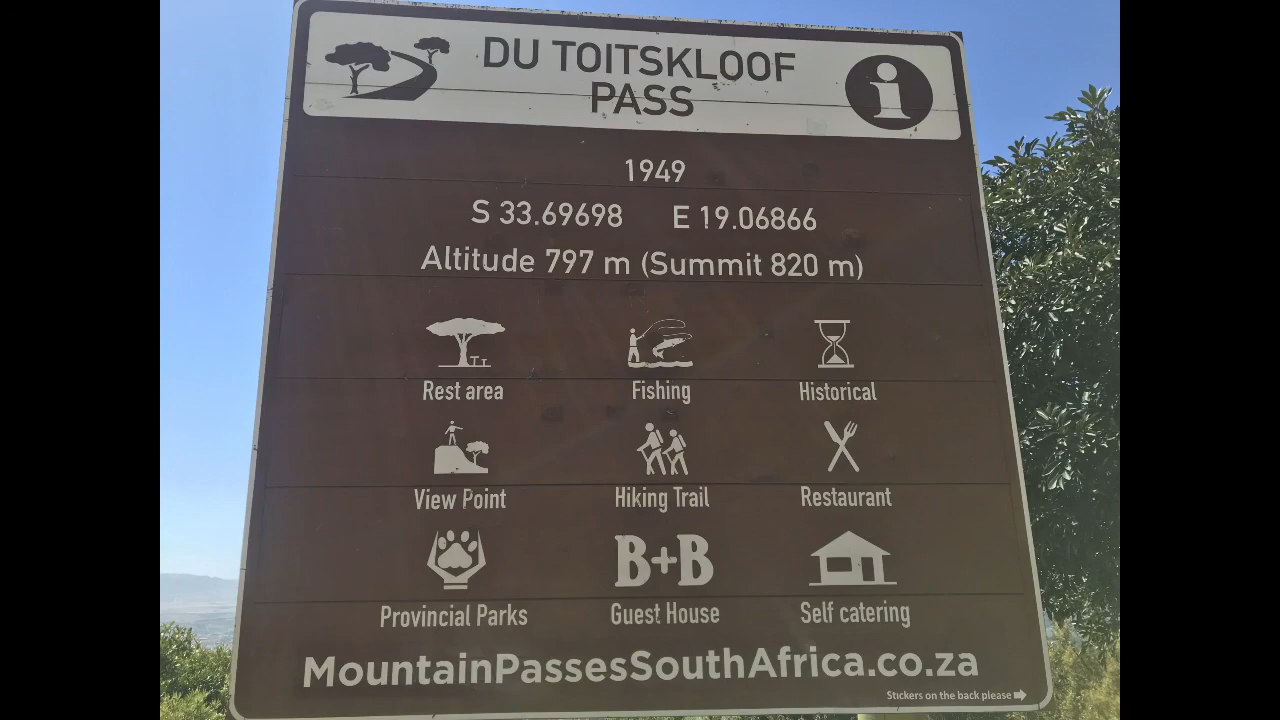 DU TOITSKLOOF
PASS
1949
S 33.69698 E 19.06866
Altitude 797 m (Summit 820 m)
Rest area Fishing Historical
View Point Hiking Trail Restaurant
B+B
Provincial Parks Guest House Self catering
MountainPassesSouthAfrica.co.za
Stickers on the back please